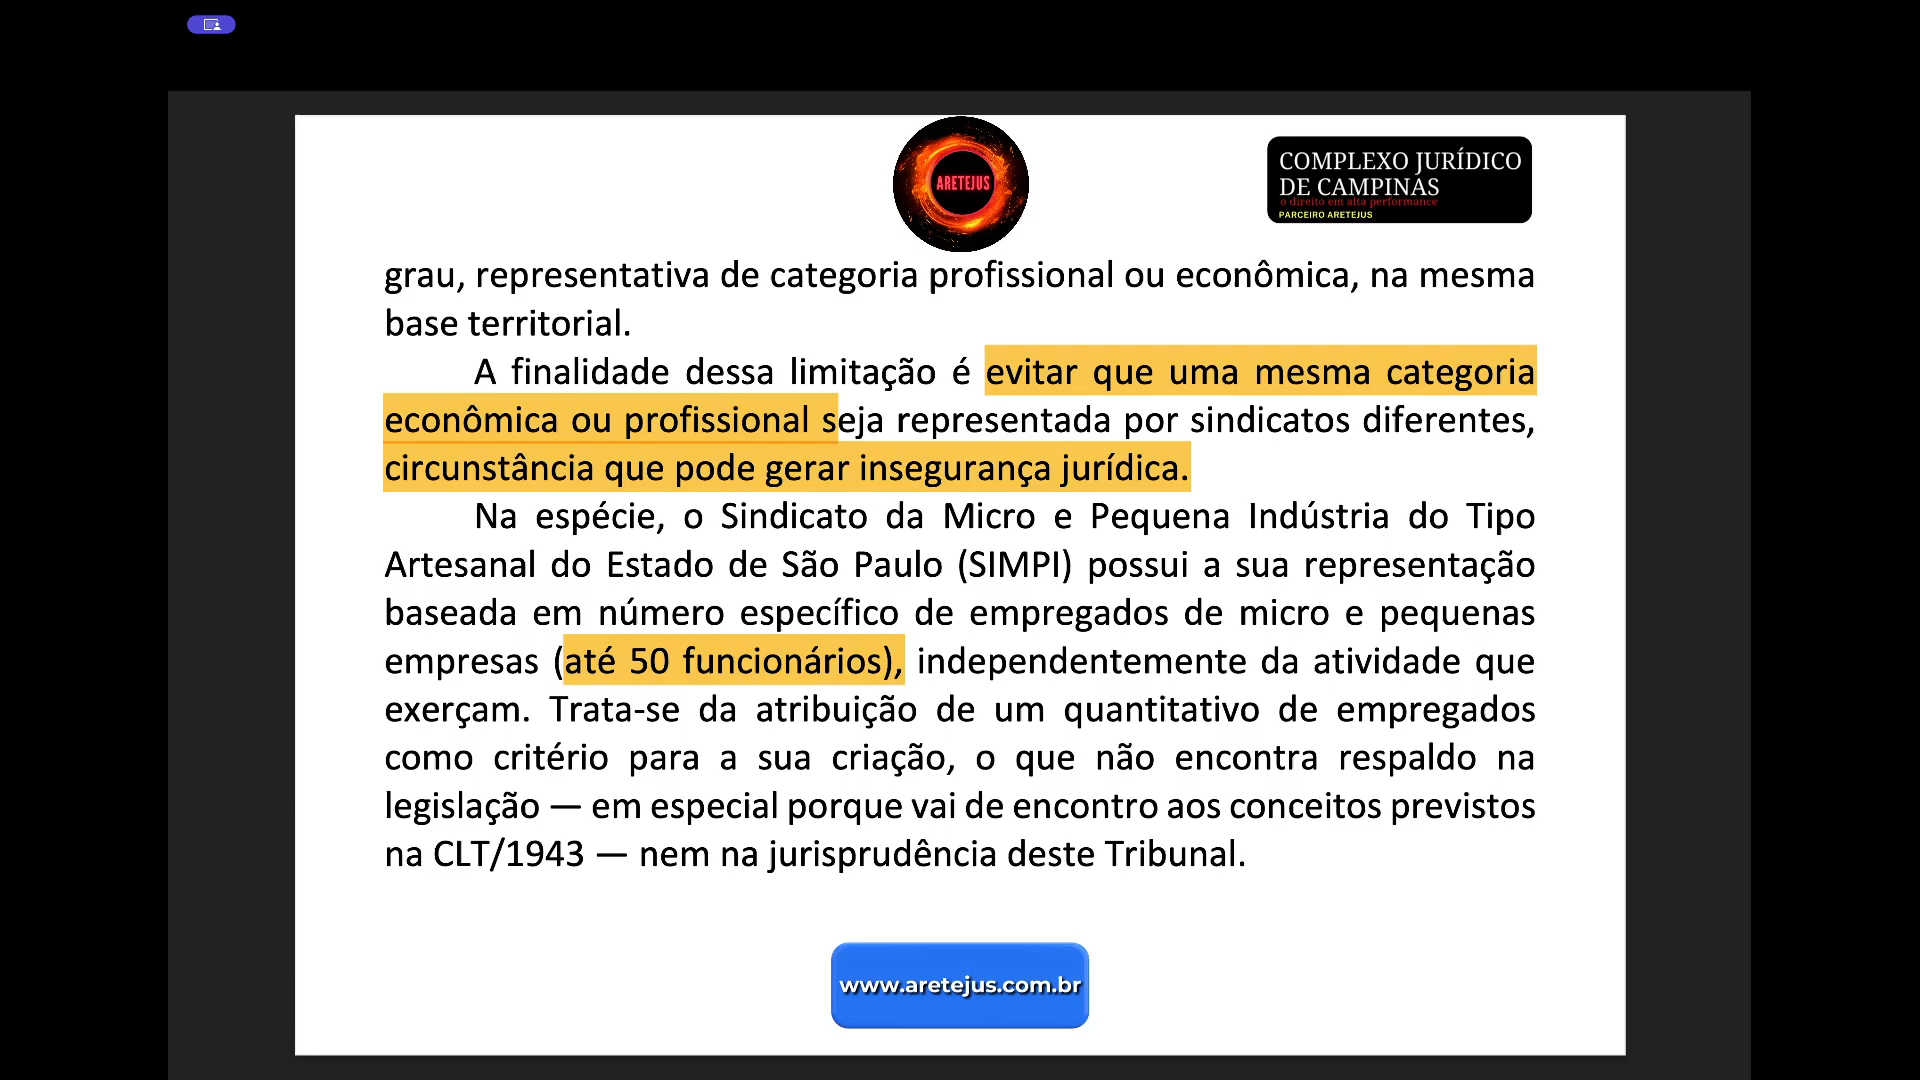 ARETEJUS
COMPLEXO JURÍDICO
DE CAMPINAS
o direito em alta performance
PARCEIRO ARETEJUS
grau, representativa de categoria profissional ou econômica, na mesma
base territorial.
A finalidade dessa limitação é evitar que uma mesma categoria
econômica ou profissional seja representada por sindicatos diferentes,
circunstância que pode gerar insegurança jurídica.
Na espécie, o Sindicato da Micro e Pequena Indústria do Tipo
Artesanal do Estado de São Paulo (SIMPI) possui a sua representação
baseada em número específico de empregados de micro e pequenas
empresas (até 50 funcionários), independentemente da atividade que
exerçam. Trata-se da atribuição de um quantitativo de empregados
como critério para a sua criação, o que não encontra respaldo na
legislação — em especial porque vai de encontro aos conceitos previstos
na CLT/1943 — nem na jurisprudência deste Tribunal.
www.aretejus.com.br